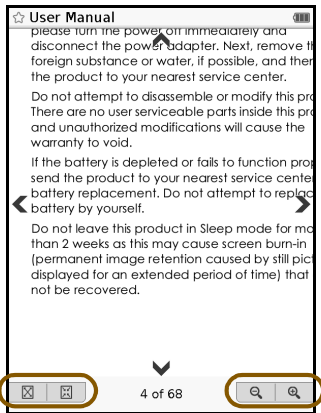 User Manual
please turn the power off immediately and
disconnect the power adapter. Next, remove th
foreign substance or water, if possible, and then
the product to your nearest service center.
Do not attempt to disassemble or modify this pro
There are no user serviceable parts inside this pro
and unauthorized modifications will cause the
warranty to void.
If the battery is depleted or fails to function prop
send the product to your nearest service center
battery replacement. Do not attempt to replac
battery by yourself.
Do not leave this product in Sleep mode for mo
than 2 weeks as this may cause screen burn-in
(permanent image retention caused by still pict
displayed for an extended period of time) that
not be recovered.
4 of 68